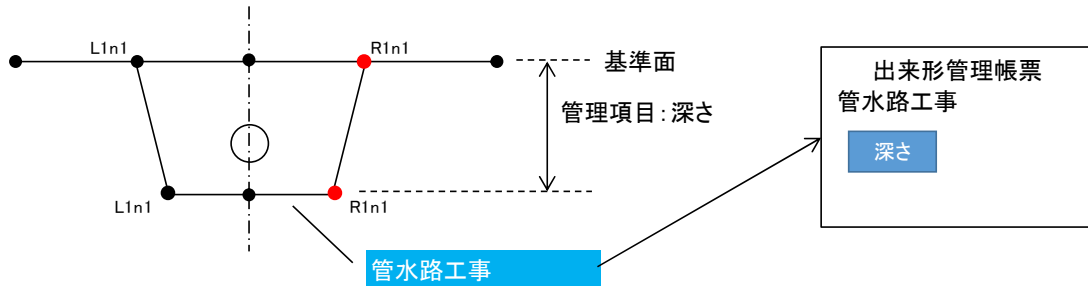 L1n1
R1n1
基準面
管理項目：深さ
L1n1
R1n1
管水路工事
出来形管理帳票
管水路工事
深さ